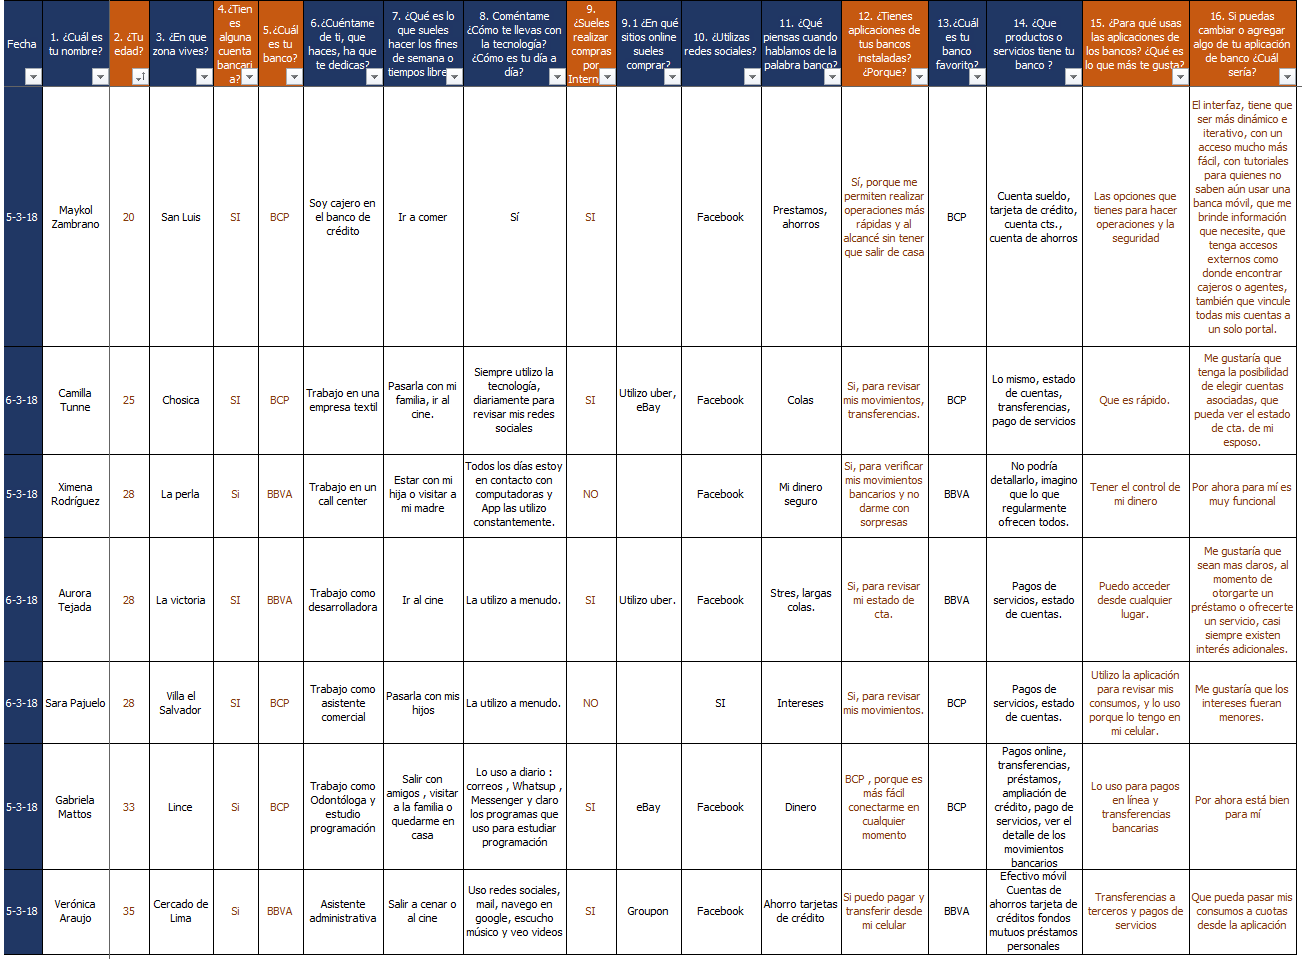 Fecha
1. ¿Cuál es
tu nombre?
2. ¿Tu
edad?
3. ¿En que
zona vives?
4.¿Tien
es
alguna
cuenta
bancari
a?
5.¿Cuál
es tu
banco?
6.¿Cuéntame
de ti, que
haces, ha que
te dedicas?
7. ¿Qué es lo
que sueles
hacer los fines
de semana o
tiempos libre
8. Coméntame
¿Cómo te llevas
con la
tecnología?
¿Cómo es tu día a
día?
9.
¿Sueles
realizar
compras
por
Intern
9.1 ¿En qué
sitios online
sueles
comprar?
10. ¿Utilizas
redes sociales?
11. ¿Qué
piensas cuando
hablamos de la
palabra banco?
12. ¿Tienes
aplicaciones de
tus bancos
instaladas?
¿Porque?
13.¿Cuál
es tu
banco
favorito?
14. ¿Que
productos o
servicios tiene tu
banco ?
15. ¿Para qué usas
las aplicaciones de
los bancos? ¿Qué es
lo que más te gusta?
16. Si puedas
cambiar o agregar
algo de tu aplicación
de banco ¿Cuál
sería?
5-3-18
Maykol
Zambrano
20
San Luis
SI
BCP
Soy cajero en
el banco de
crédito
Ir a comer
Sí
SI
Facebook
Prestamos,
ahorros
Sí, porque me
permiten realizar
operaciones más
rápidas y al
alcancé sin tener
que salir de casa
BCP
Cuenta sueldo,
tarjeta de crédito,
cuenta cts.,
cuenta de ahorros
Las opciones que
tienes para hacer
operaciones y la
seguridad
El interfaz, tiene que
ser más dinámico e
iterativo, con un
acceso mucho más
fácil, con tutoriales
para quienes no
saben aún usar una
banca móvil, que me
brinde información
que necesite, que
tenga accesos
externos como
donde encontrar
cajeros o agentes,
también que vincule
todas mis cuentas a
un solo portal.
6-3-18
Camilla
Tunne
25
Chosica
SI
BCP
Trabajo en una
empresa textil
Pasarla con mi
familia, ir al
cine.
Siempre utilizo la
tecnología,
diariamente para
revisar mis redes
sociales
SI
Utilizo uber,
eBay
Facebook
Colas
Si, para revisar
mis movimientos,
transferencias.
BCP
Lo mismo, estado
de cuentas,
transferencias,
pago de servicios
Que es rápido.
Me gustaría que
tenga la posibilidad
de elegir cuentas
asociadas, que
pueda ver el estado
de cta. de mi
esposo.
5-3-18
Ximena
Rodríguez
28
La perla
Si
BBVA
Trabajo en un
call center
Estar con mi
hija o visitar a
mi madre
Todos los días estoy
en contacto con
computadoras y
App las utilizo
constantemente.
NO
Facebook
Mi dinero
seguro
Si, para verificar
mis movimientos
bancarios y no
darme con
sorpresas
BBVA
No podría
detallarlo, imagino
que lo que
regularmente
ofrecen todos.
Tener el control de
mi dinero
Por ahora para mí es
muy funcional
6-3-18
Aurora
Tejada
28
La victoria
SI
BBVA
Trabajo como
desarrolladora
Ir al cine
La utilizo a menudo.
SI
Utilizo uber.
Facebook
Stres, largas
colas.
Si, para revisar
mi estado de
cta.
BBVA
Pagos de
servicios, estado
de cuentas.
Puedo acceder
desde cualquier
lugar.
Me gustaría que
sean mas claros, al
momento de
otorgarte un
préstamo o ofrecerte
un servicio, casi
siempre existen
interés adicionales.
6-3-18
Sara Pajuelo
28
Villa el
Salvador
SI
BCP
Trabajo como
asistente
comercial
Pasarla con mis
hijos
La utilizo a menudo.
NO
SI
Intereses
Si, para revisar
mis movimientos.
BCP
Pagos de
servicios, estado
de cuentas.
Utilizo la aplicación
para revisar mis
consumos, y lo uso
porque lo tengo en
mi celular.
Me gustaría que los
intereses fueran
menores.
5-3-18
Gabriela
Mattos
33
Lince
Si
BCP
Trabajo como
Odontóloga y
estudio
programación
Salir con
amigos , visitar
a la familia o
quedarme en
casa
Lo uso a diario :
correos , Whatsup ,
Messenger y claro
los programas que
uso para estudiar
programación
SI
eBay
Facebook
Dinero
BCP , porque es
más fácil
conectarme en
cualquier
momento
BCP
Pagos online,
transferencias,
préstamos,
ampliación de
crédito, pago de
servicios, ver el
detalle de los
movimientos
bancarios
Lo uso para pagos
en línea y
transferencias
bancarias
Por ahora está bien
para mí
5-3-18
Verónica
Araujo
35
Cercado de
Lima
Si
BBVA
Asistente
administrativa
Salir a cenar o
al cine
Uso redes sociales,
mail, navego en
google, escucho
músico y veo videos
SI
Groupon
Facebook
Ahorro tarjetas
de crédito
Si puedo pagar y
transferir desde
mi celular
BBVA
Efectivo móvil
Cuentas de
ahorros tarjeta de
créditos fondos
mutuos préstamos
personales
Transferencias a
terceros y pagos de
servicios
Que pueda pasar mis
consumos a cuotas
desde la aplicación